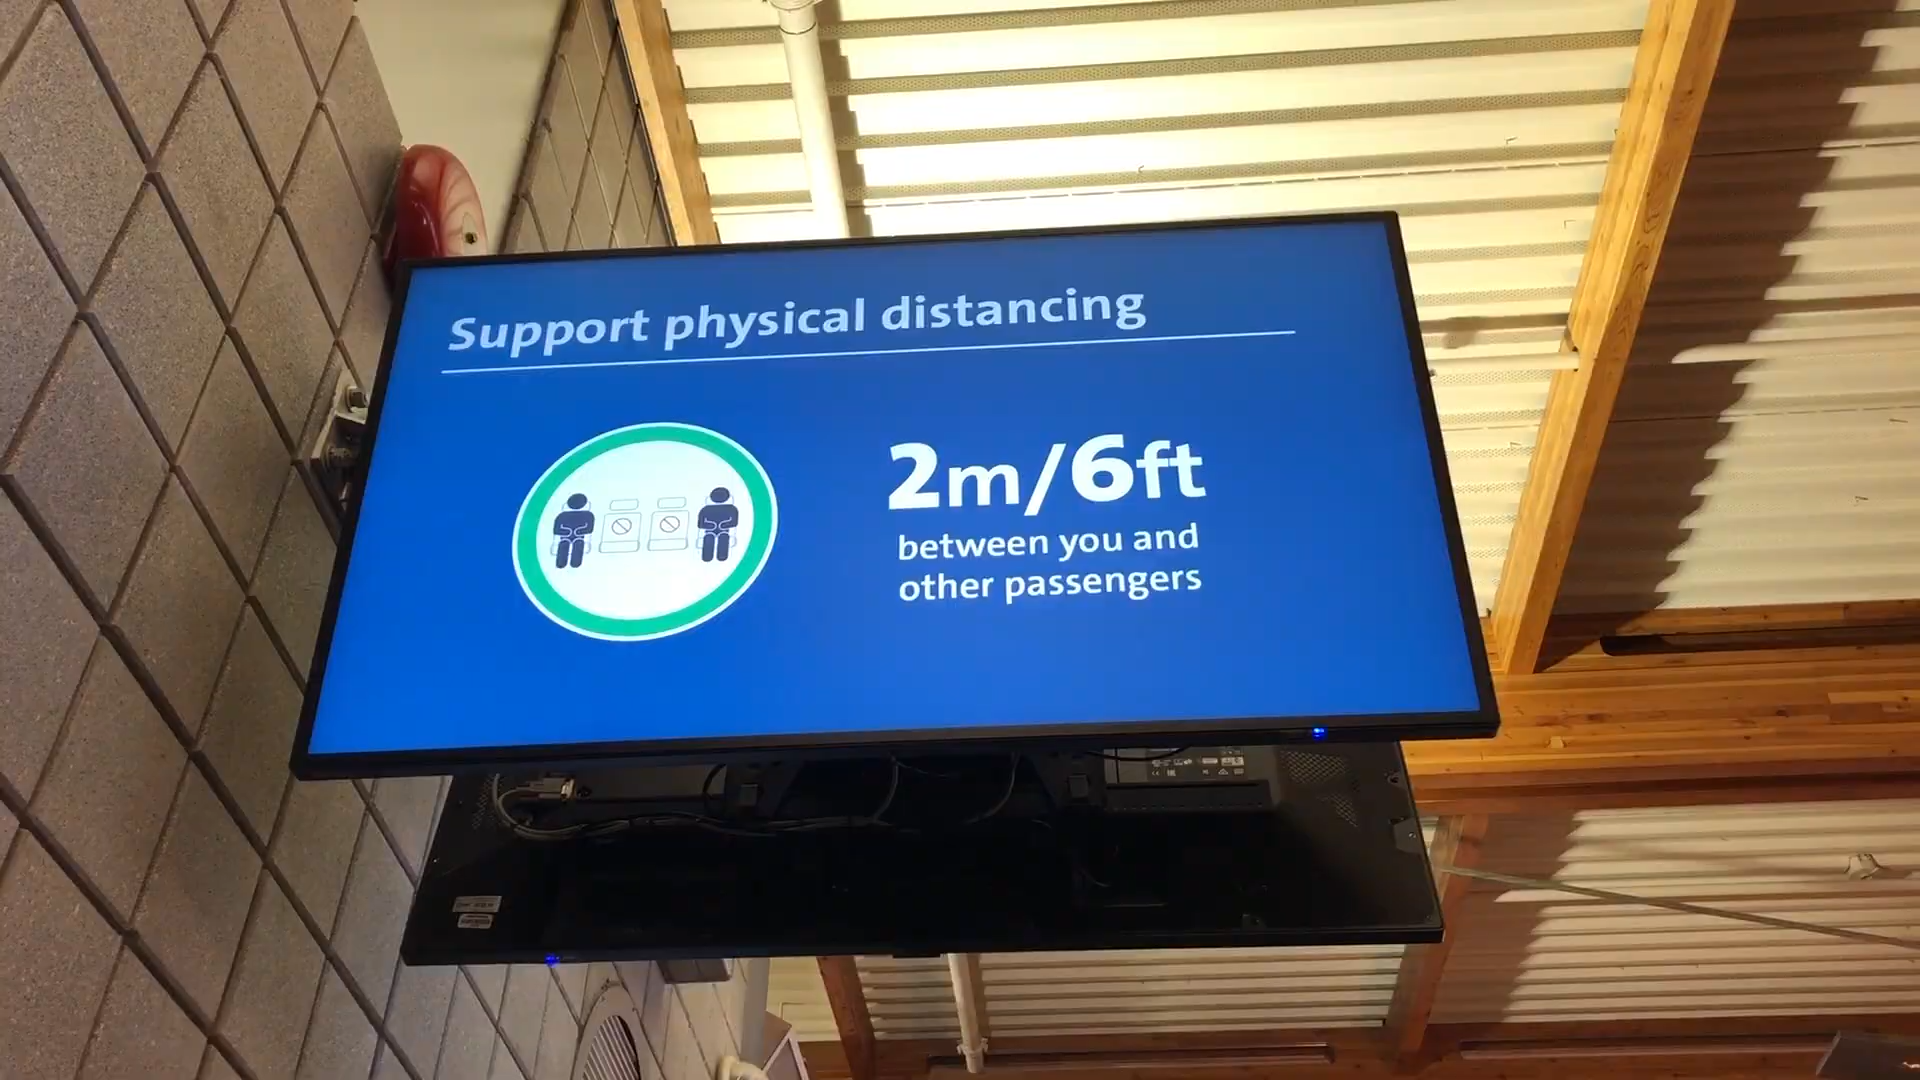 Support physical distancing
2m/6ft
between you and
other passengers